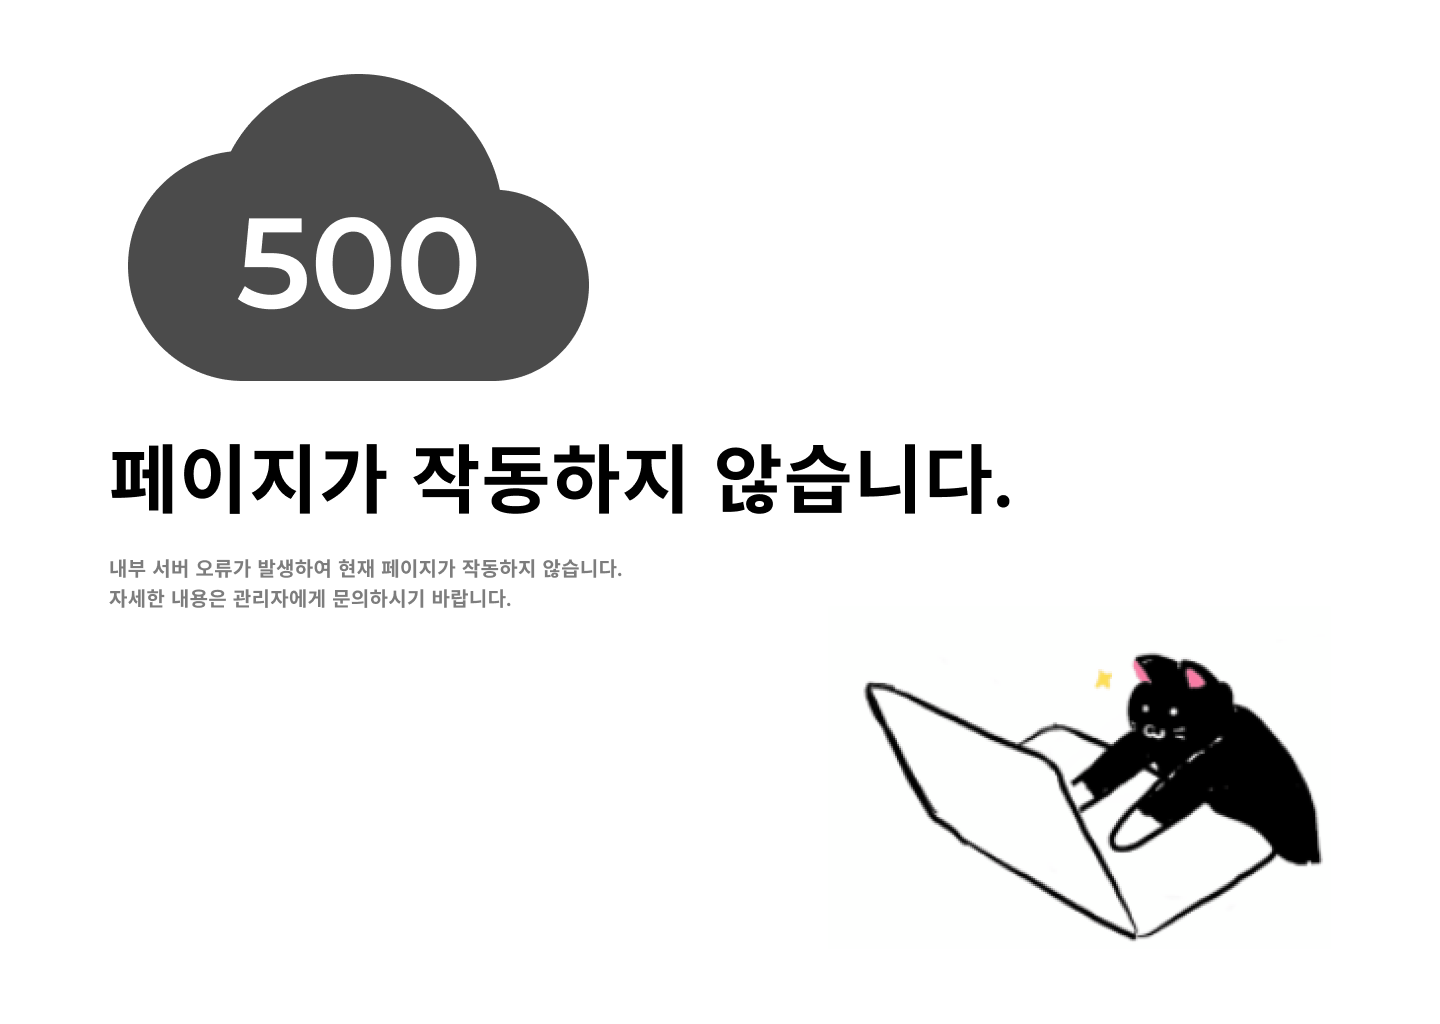 500
페이지가 작동하지 않습니다.
내부 서버 오류가 발생하여 현재 페이지가 작동하지 않습니다.
자세한 내용은 관리자에게 문의하시기 바랍니다.